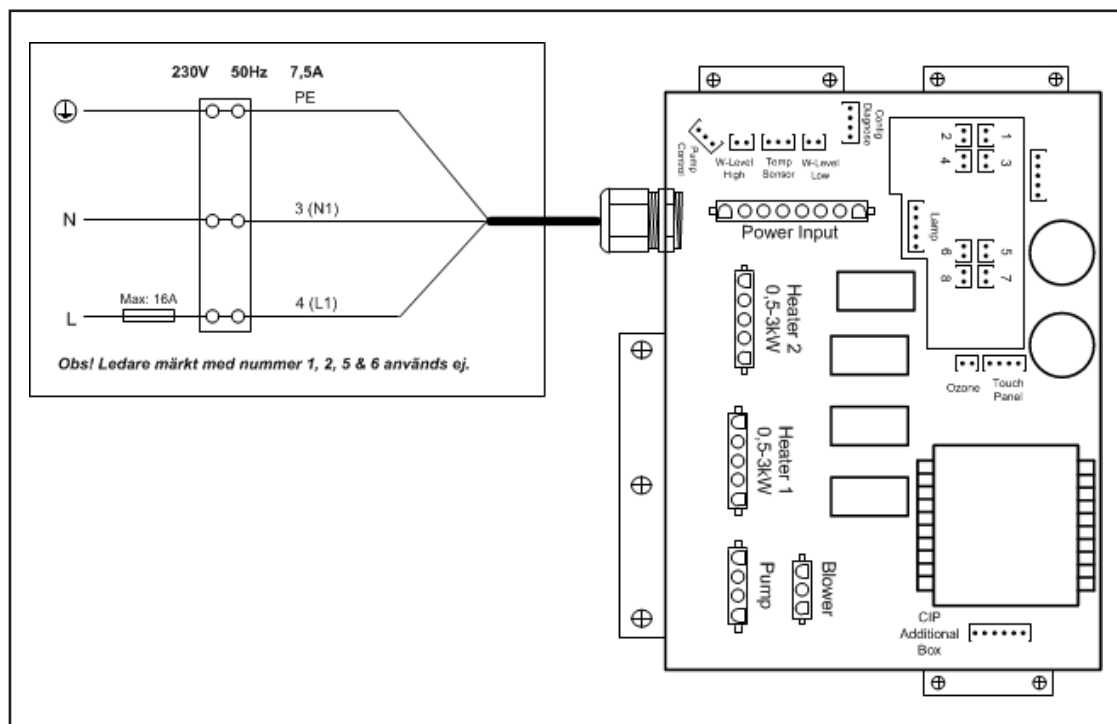 230V 50Hz 7,5A
PE
N
3 (N1)
L
Max: 16A
4 (L1)
Obs! Ledare märkt med nummer 1, 2, 5 & 6 används ej.
Pump
Control
W-Level
High
Temp
Sensor
W-Level
Low
Config
Diagnose
2
1
4
3
Lamp
6
5
8
7
Power Input
Heater 2
0,5-3kW
Ozone
Touch
Panel
Heater 1
0,5-3kW
Pump
Blower
CIP
Additional
Box